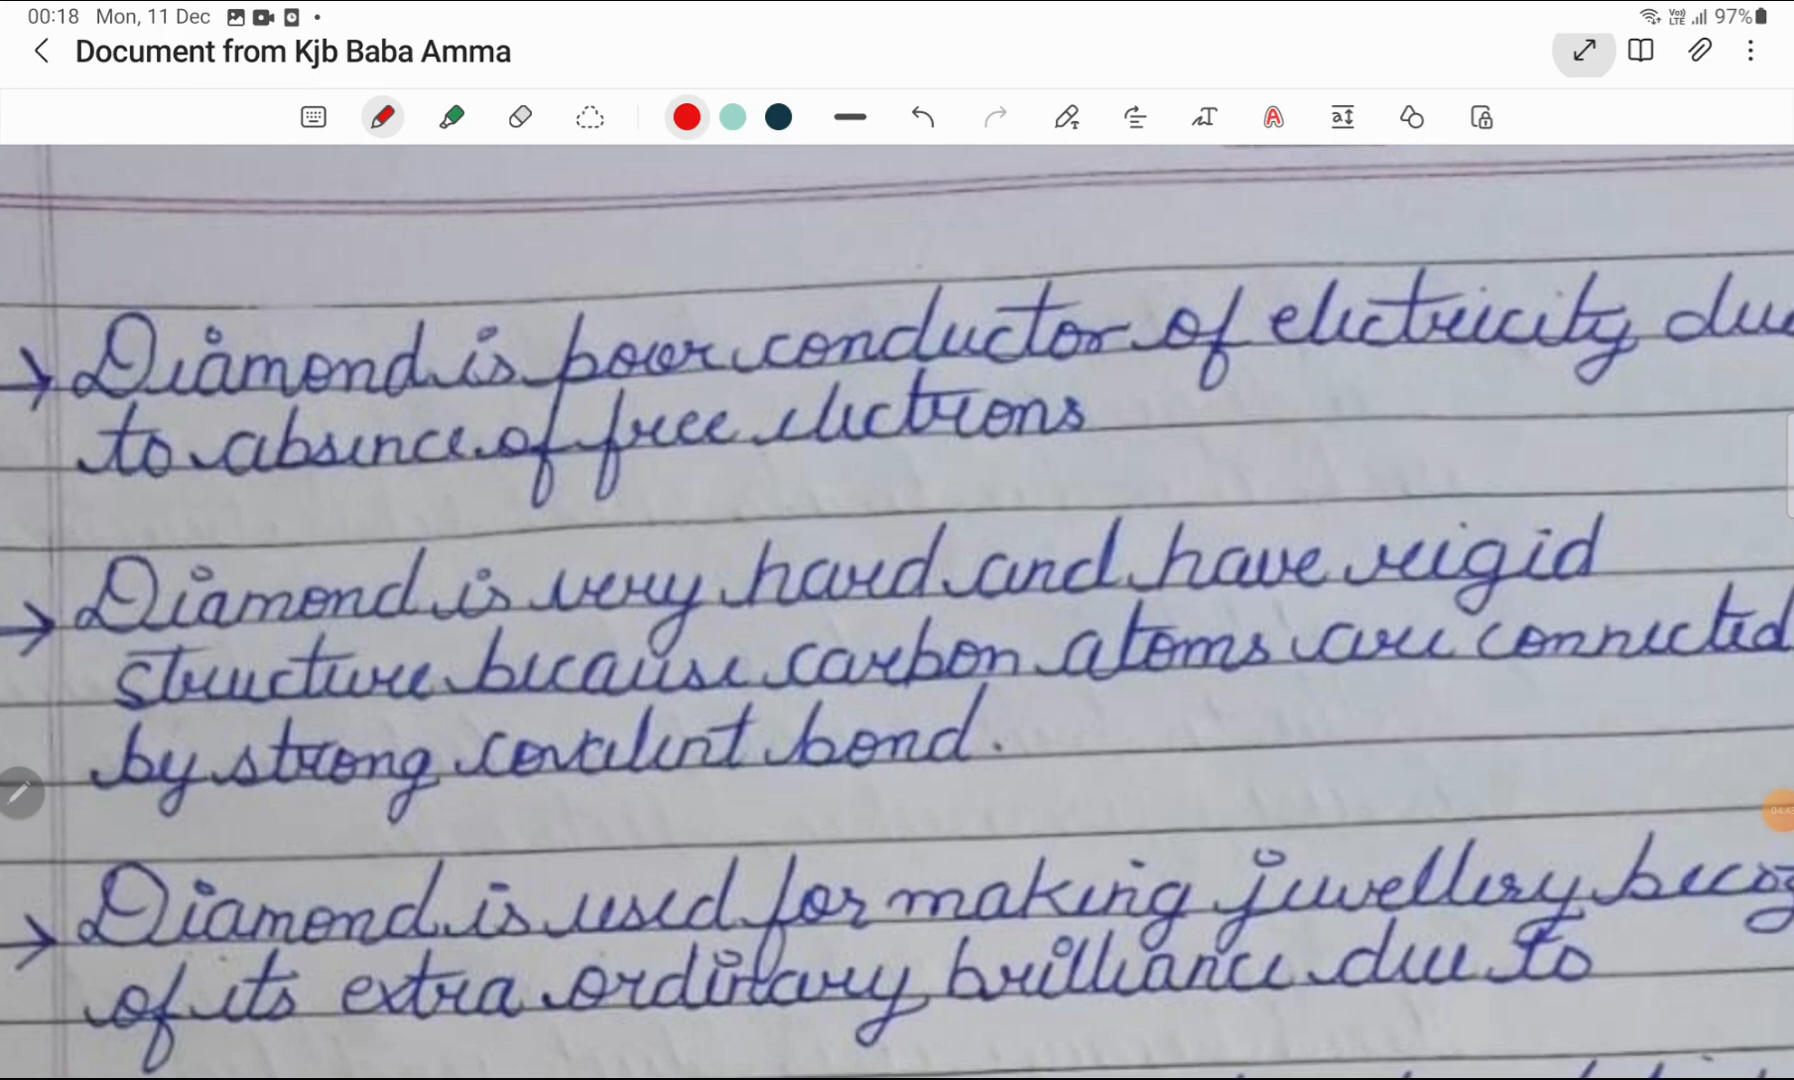 00:18 Mon, 11 Dec 97%
Document from Kjb Baba Amma
→ Diamond is poor conductor of electricity due
to absence of free electrons
→ Diamond is very hard and have rigid
structure because carbon atoms are connected
by strong covalent bond.
→ Diamond is used for making jewellery becoz
of its extra ordinary brilliance due to